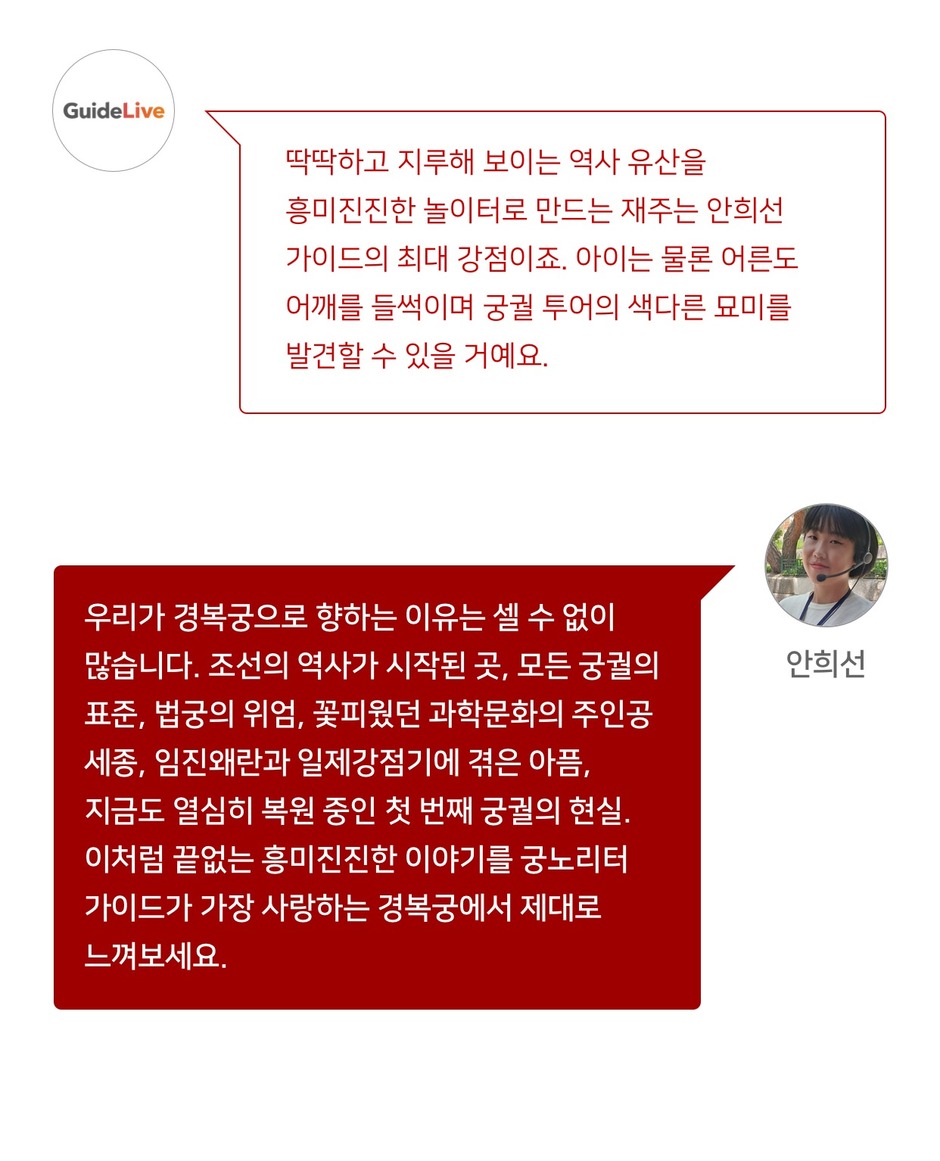 GuideLive
딱딱하고 지루해 보이는 역사 유산을
흥미진진한 놀이터로 만드는 재주는 안희선
가이드의 최대 강점이죠. 아이는 물론 어른도
어깨를 들썩이며 궁궐 투어의 색다른 묘미를
발견할 수 있을 거예요.
안희선
우리가 경복궁으로 향하는 이유는 셀 수 없이
많습니다. 조선의 역사가 시작된 곳, 모든 궁궐의
표준, 법궁의 위엄, 꽃피웠던 과학문화의 주인공
세종, 임진왜란과 일제강점기에 겪은 아픔,
지금도 열심히 복원 중인 첫 번째 궁궐의 현실.
이처럼 끝없는 흥미진진한 이야기를 궁노리터
가이드가 가장 사랑하는 경복궁에서 제대로
느껴보세요.